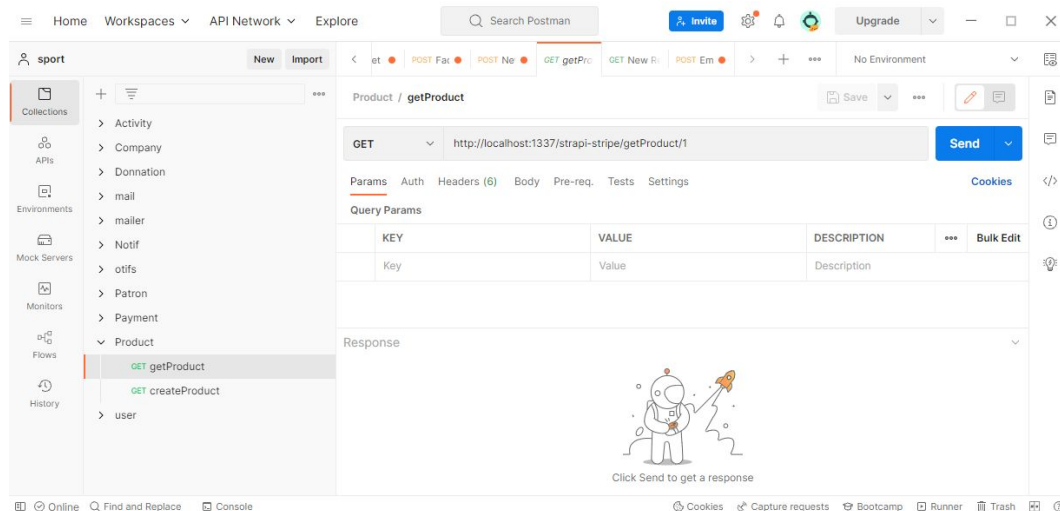 Home Workspaces API Network Explore Search Postman Invite Upgrade
sport New Import
et POST Fac POST Ne GET getPro GET New Re POST Em No Environment
Collections
APIs
Environments
Mock Servers
Monitors
Flows
History
Activity
Company
Donnation
mail
mailer
Notif
otifs
Patron
Payment
Product
GET getProduct
GET createProduct
user
Product / getProduct Save
GET http://localhost:1337/strapi-stripe/getProduct/1 Send
Params Auth Headers (6) Body Pre-req. Tests Settings Cookies
Query Params
KEY VALUE DESCRIPTION Bulk Edit
Key Value Description
Response
Click Send to get a response
Online Find and Replace Console Cookies Capture requests Bootcamp Runner Trash